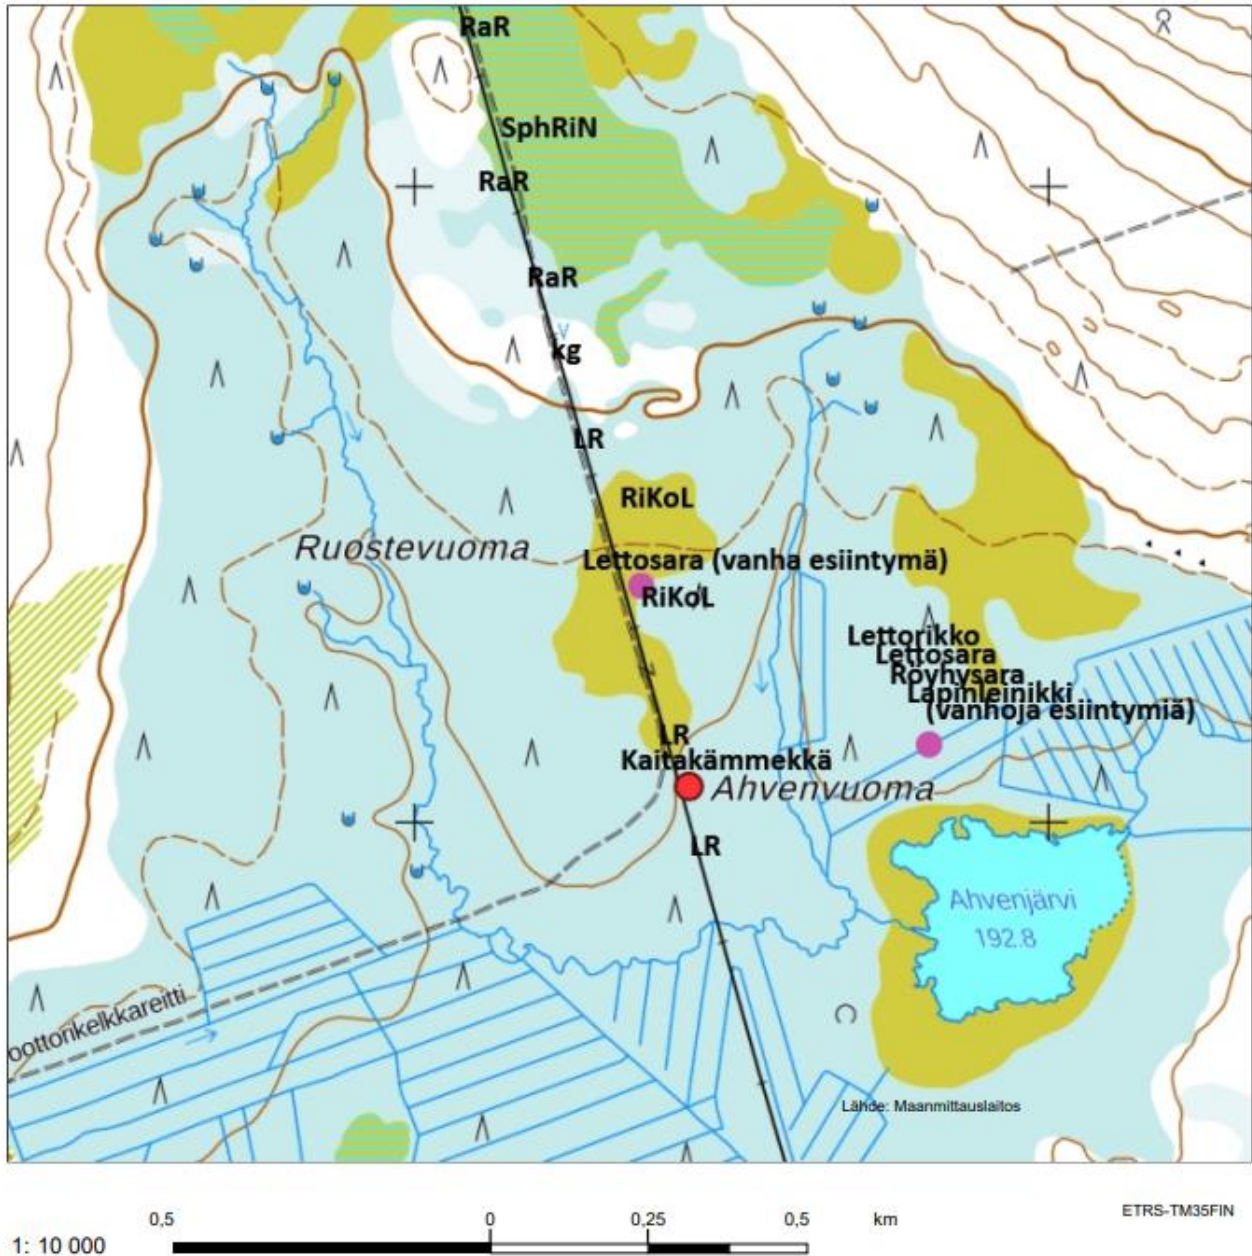 RaR
SphRiN
RaR
RaR
kg
LR
RiKoL
Ruostevuoma
Lettosara (vanha esiintymä)
RiKoL
Lettorikko
Lettosara
Röyhysara
Lapinleinikki
(vanhoja esiintymiä)
LR
Kaitakämmekkä
Ahvenvuoma
LR
Ahvenjärvi
192.8
oottorikelkkareitti
Lähde: Maanmittauslaitos
ETRS-TM35FIN
0,5 0 0,25 0,5 km
1: 10 000